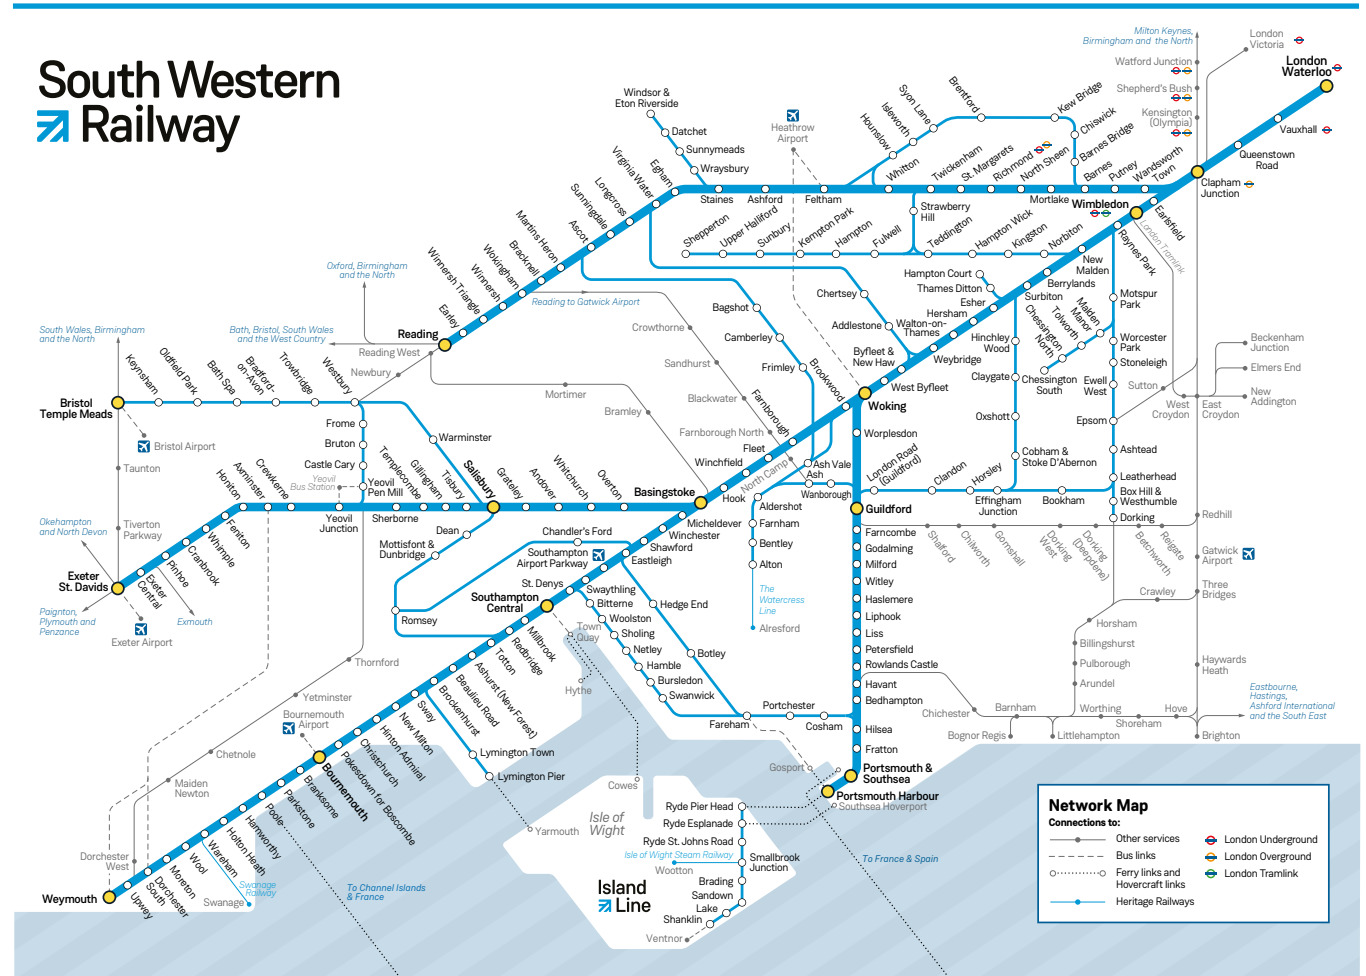 South Western
Railway
Milton Keynes,
Birmingham and the North
London
Victoria
Watford Junction
London
Waterloo
Shepherd's Bush
Kensington
(Olympia)
Vauxhall
Queenstown
Road
Clapham
Junction
Windsor &
Eton Riverside
Datchet
Sunnymeads
Wraysbury
Heathrow
Airport
Hounslow
Isleworth
Syon Lane
Brentford
Kew Bridge
Chiswick
Barnes Bridge
Virginia Water
Egham
Staines
Ashford
Feltham
Whitton
Twickenham
St. Margarets
Richmond
North Sheen
Mortlake
Barnes
Putney
Wandsworth
Town
Wimbledon
Earlsfield
London Tramlink
Longcross
Sunningdale
Ascot
Martins Heron
Bracknell
Wokingham
Winnersh
Winnersh Triangle
Earley
Reading
Strawberry
Hill
Shepperton
Upper Halliford
Sunbury
Kempton Park
Hampton
Fulwell
Teddington
Hampton Wick
Kingston
Norbiton
New
Malden
Raynes Park
Berrylands
Surbiton
Hampton Court
Thames Ditton
Esher
Hersham
Walton-on-
Thames
Weybridge
Chertsey
Addlestone
Byfleet &
New Haw
West Byfleet
Woking
Motspur
Park
Malden
Manor
Tolworth
Chessington
North
Chessington
South
Worcester
Park
Stoneleigh
Ewell
West
Epsom
Ashtead
Leatherhead
Box Hill &
Westhumble
Dorking
Hinchley
Wood
Claygate
Oxshott
Cobham &
Stoke D'Abernon
Beckenham
Junction
Elmers End
New
Addington
Sutton
West
Croydon
East
Croydon
Oxford, Birmingham
and the North
Reading to Gatwick Airport
Bath, Bristol, South Wales
and the West Country
South Wales, Birmingham
and the North
Reading West
Newbury
Mortimer
Bramley
Crowthorne
Sandhurst
Blackwater
Farnborough North
North Camp
Bagshot
Camberley
Frimley
Brookwood
Farnborough
Fleet
Winchfield
Hook
Basingstoke
Ash Vale
Ash
Wanborough
Aldershot
Farnham
Bentley
Alton
The
Watercress
Line
Alresford
Worplesdon
London Road
(Guildford)
Clandon
Horsley
Effingham
Junction
Bookham
Guildford
Keynsham
Oldfield Park
Bath Spa
Bradford-
on-Avon
Trowbridge
Westbury
Bristol
Temple Meads
Bristol Airport
Taunton
Tiverton
Parkway
Frome
Bruton
Castle Cary
Yeovil
Bus Station
Yeovil
Pen Mill
Yeovil
Junction
Warminster
Salisbury
Tisbury
Gillingham
Templecombe
Sherborne
Dean
Mottisfont &
Dunbridge
Romsey
Grateley
Andover
Whitchurch
Overton
Crewkerne
Axminster
Honiton
Feniton
Whimple
Cranbrook
Pinhoe
Exeter
Central
Exeter
St. Davids
Exeter Airport
Exmouth
Okehampton
and North Devon
Paignton,
Plymouth and
Penzance
Chandler's Ford
Southampton
Airport Parkway
Micheldever
Winchester
Shawford
Eastleigh
St. Denys
Swaythling
Southampton
Central
Bitterne
Woolston
Sholing
Netley
Hamble
Bursledon
Swanwick
Hedge End
Botley
Fareham
Portchester
Cosham
Town
Quay
Hythe
Millbrook
Redbridge
Totton
Ashurst (New Forest)
Beaulieu Road
Brockenhurst
Sway
New Milton
Hinton Admiral
Christchurch
Pokesdown for Boscombe
Bournemouth
Branksome
Parkstone
Poole
Hamworthy
Holton Heath
Wareham
Wool
Moreton
Dorchester
South
Upwey
Weymouth
Lymington Town
Lymington Pier
Bournemouth
Airport
Thornford
Yetminster
Chetnole
Maiden
Newton
Dorchester
West
Swanage
Railway
Swanage
To Channel Islands
& France
Farncombe
Godalming
Milford
Witley
Haslemere
Liphook
Liss
Petersfield
Rowlands Castle
Havant
Bedhampton
Hilsea
Fratton
Portsmouth &
Southsea
Portsmouth Harbour
Southsea Hoverport
Gosport
Shalford
Chilworth
Gomshall
Dorking
West
Dorking
(Deepdene)
Betchworth
Reigate
Redhill
Gatwick
Airport
Three
Bridges
Crawley
Horsham
Billingshurst
Pulborough
Arundel
Haywards
Heath
Chichester
Barnham
Bognor Regis
Littlehampton
Worthing
Shoreham
Hove
Brighton
Eastbourne,
Hastings,
Ashford International
and the South East
Cowes
Yarmouth
Isle of
Wight
Ryde Pier Head
Ryde Esplanade
Ryde St. Johns Road
Isle of Wight Steam Railway
Wootton
Smallbrook
Junction
Brading
Sandown
Lake
Shanklin
Ventnor
Island
Line
To France & Spain
Network Map
Connections to:
Other services
Bus links
Ferry links and
Hovercraft links
Heritage Railways
London Underground
London Overground
London Tramlink